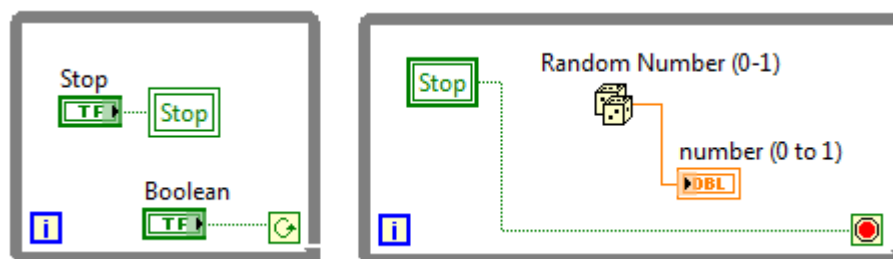 Stop
TF
Stop
Boolean
TF
i
Stop
Random Number (0-1)
number (0 to 1)
DBL
i